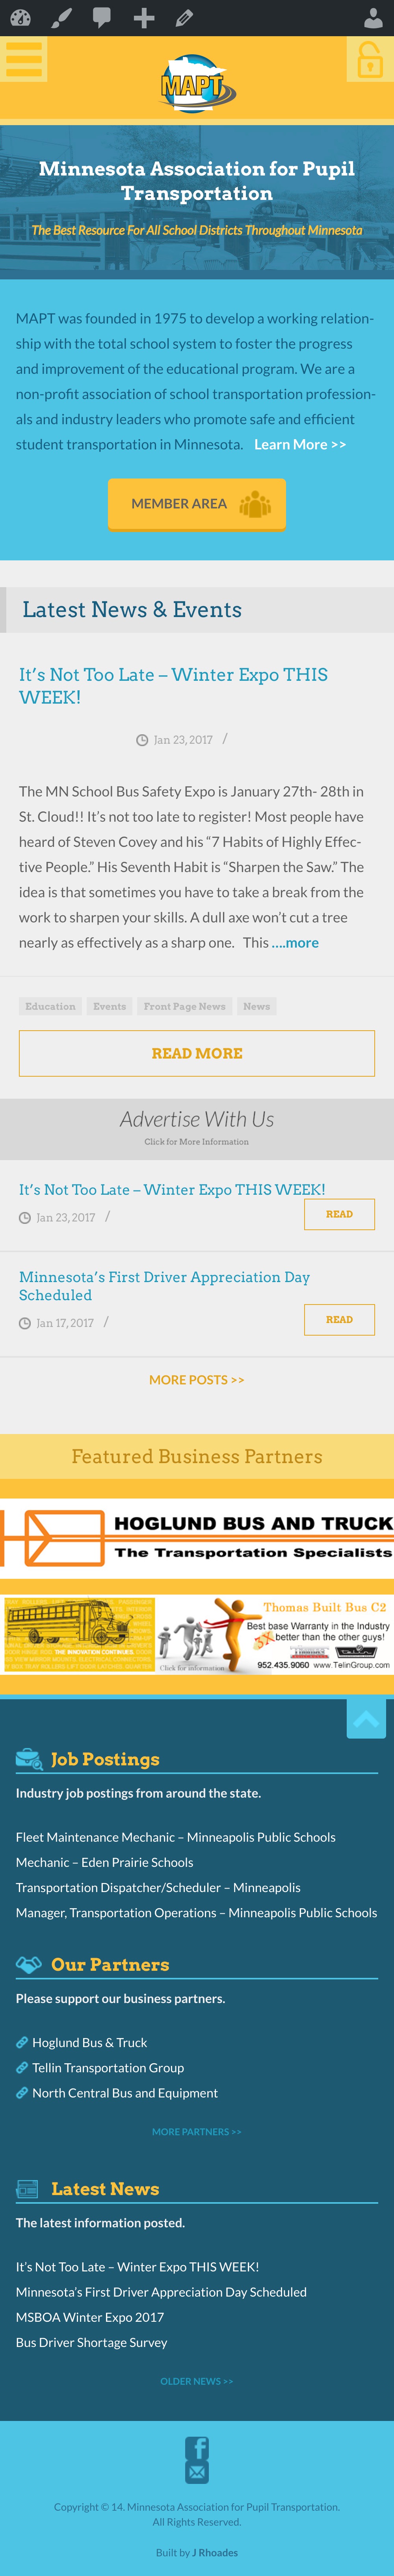 MAPT
Minnesota Association for Pupil
Transportation
The Best Resource For All School Districts Throughout Minnesota
MAPT was founded in 1975 to develop a working relation-
ship with the total school system to foster the progress
and improvement of the educational program. We are a
non-profit association of school transportation profession-
als and industry leaders who promote safe and efficient
student transportation in Minnesota. Learn More >>
MEMBER AREA
Latest News & Events
It's Not Too Late – Winter Expo THIS
WEEK!
Jan 23, 2017 /
The MN School Bus Safety Expo is January 27th- 28th in
St. Cloud!! It's not too late to register! Most people have
heard of Steven Covey and his “7 Habits of Highly Effec-
tive People.” His Seventh Habit is “Sharpen the Saw.” The
idea is that sometimes you have to take a break from the
work to sharpen your skills. A dull axe won't cut a tree
nearly as effectively as a sharp one. This ....more
Education Events Front Page News News
READ MORE
Advertise With Us
Click for More Information
It's Not Too Late – Winter Expo THIS WEEK!
Jan 23, 2017 /
READ
Minnesota's First Driver Appreciation Day
Scheduled
Jan 17, 2017 /
READ
MORE POSTS >>
Featured Business Partners
HOGLUND BUS AND TRUCK
The Transportation Specialists
THE INNOVATION CONTINUES.
Thomas Built Bus C2
Best base Warranty in the Industry
better than the other guys!
Click for information
952.435.9060 www.TelinGroup.com
Job Postings
Industry job postings from around the state.
Fleet Maintenance Mechanic – Minneapolis Public Schools
Mechanic – Eden Prairie Schools
Transportation Dispatcher/Scheduler – Minneapolis
Manager, Transportation Operations – Minneapolis Public Schools
Our Partners
Please support our business partners.
Hoglund Bus & Truck
Tellin Transportation Group
North Central Bus and Equipment
MORE PARTNERS >>
Latest News
The latest information posted.
It's Not Too Late – Winter Expo THIS WEEK!
Minnesota's First Driver Appreciation Day Scheduled
MSBOA Winter Expo 2017
Bus Driver Shortage Survey
OLDER NEWS >>
Copyright © 14. Minnesota Association for Pupil Transportation.
All Rights Reserved.
Built by J Rhoades